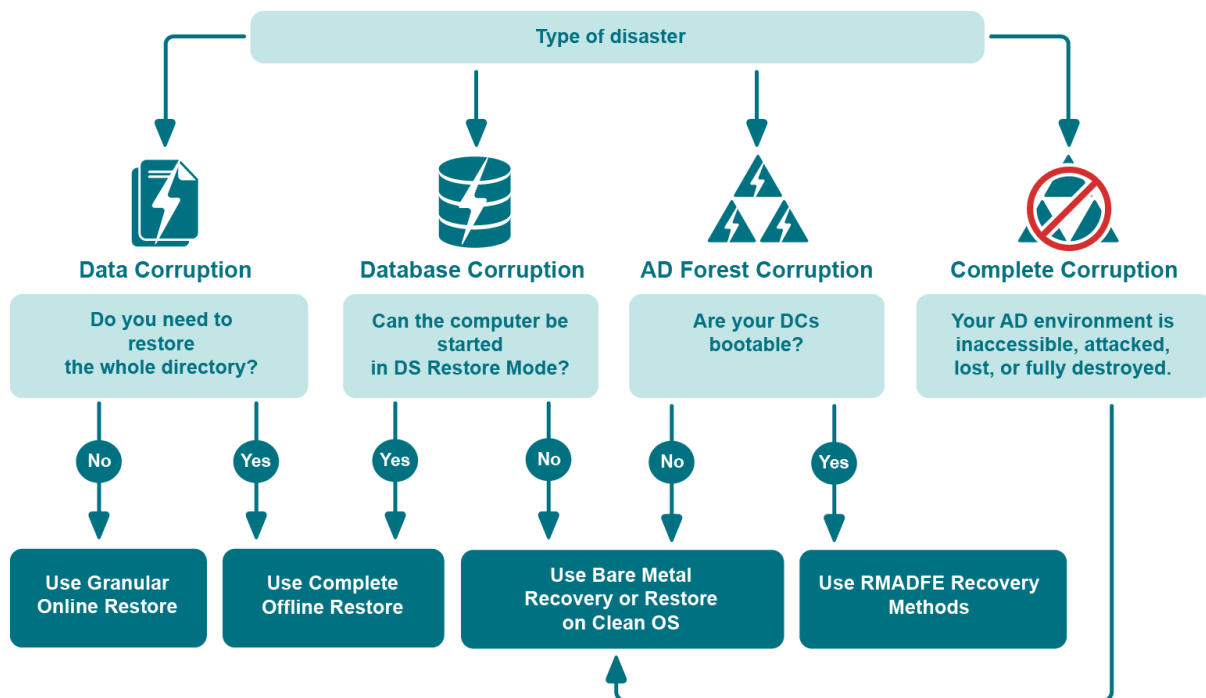 Type of disaster
Data Corruption
Database Corruption
AD Forest Corruption
Complete Corruption
Do you need to
restore
the whole directory?
Can the computer be
started
in DS Restore Mode?
Are your DCs
bootable?
Your AD environment is
inaccessible, attacked,
lost, or fully destroyed.
No
Yes
Yes
No
No
Yes
Use Granular
Online Restore
Use Complete
Offline Restore
Use Bare Metal
Recovery or Restore
on Clean OS
Use RMADFE Recovery
Methods